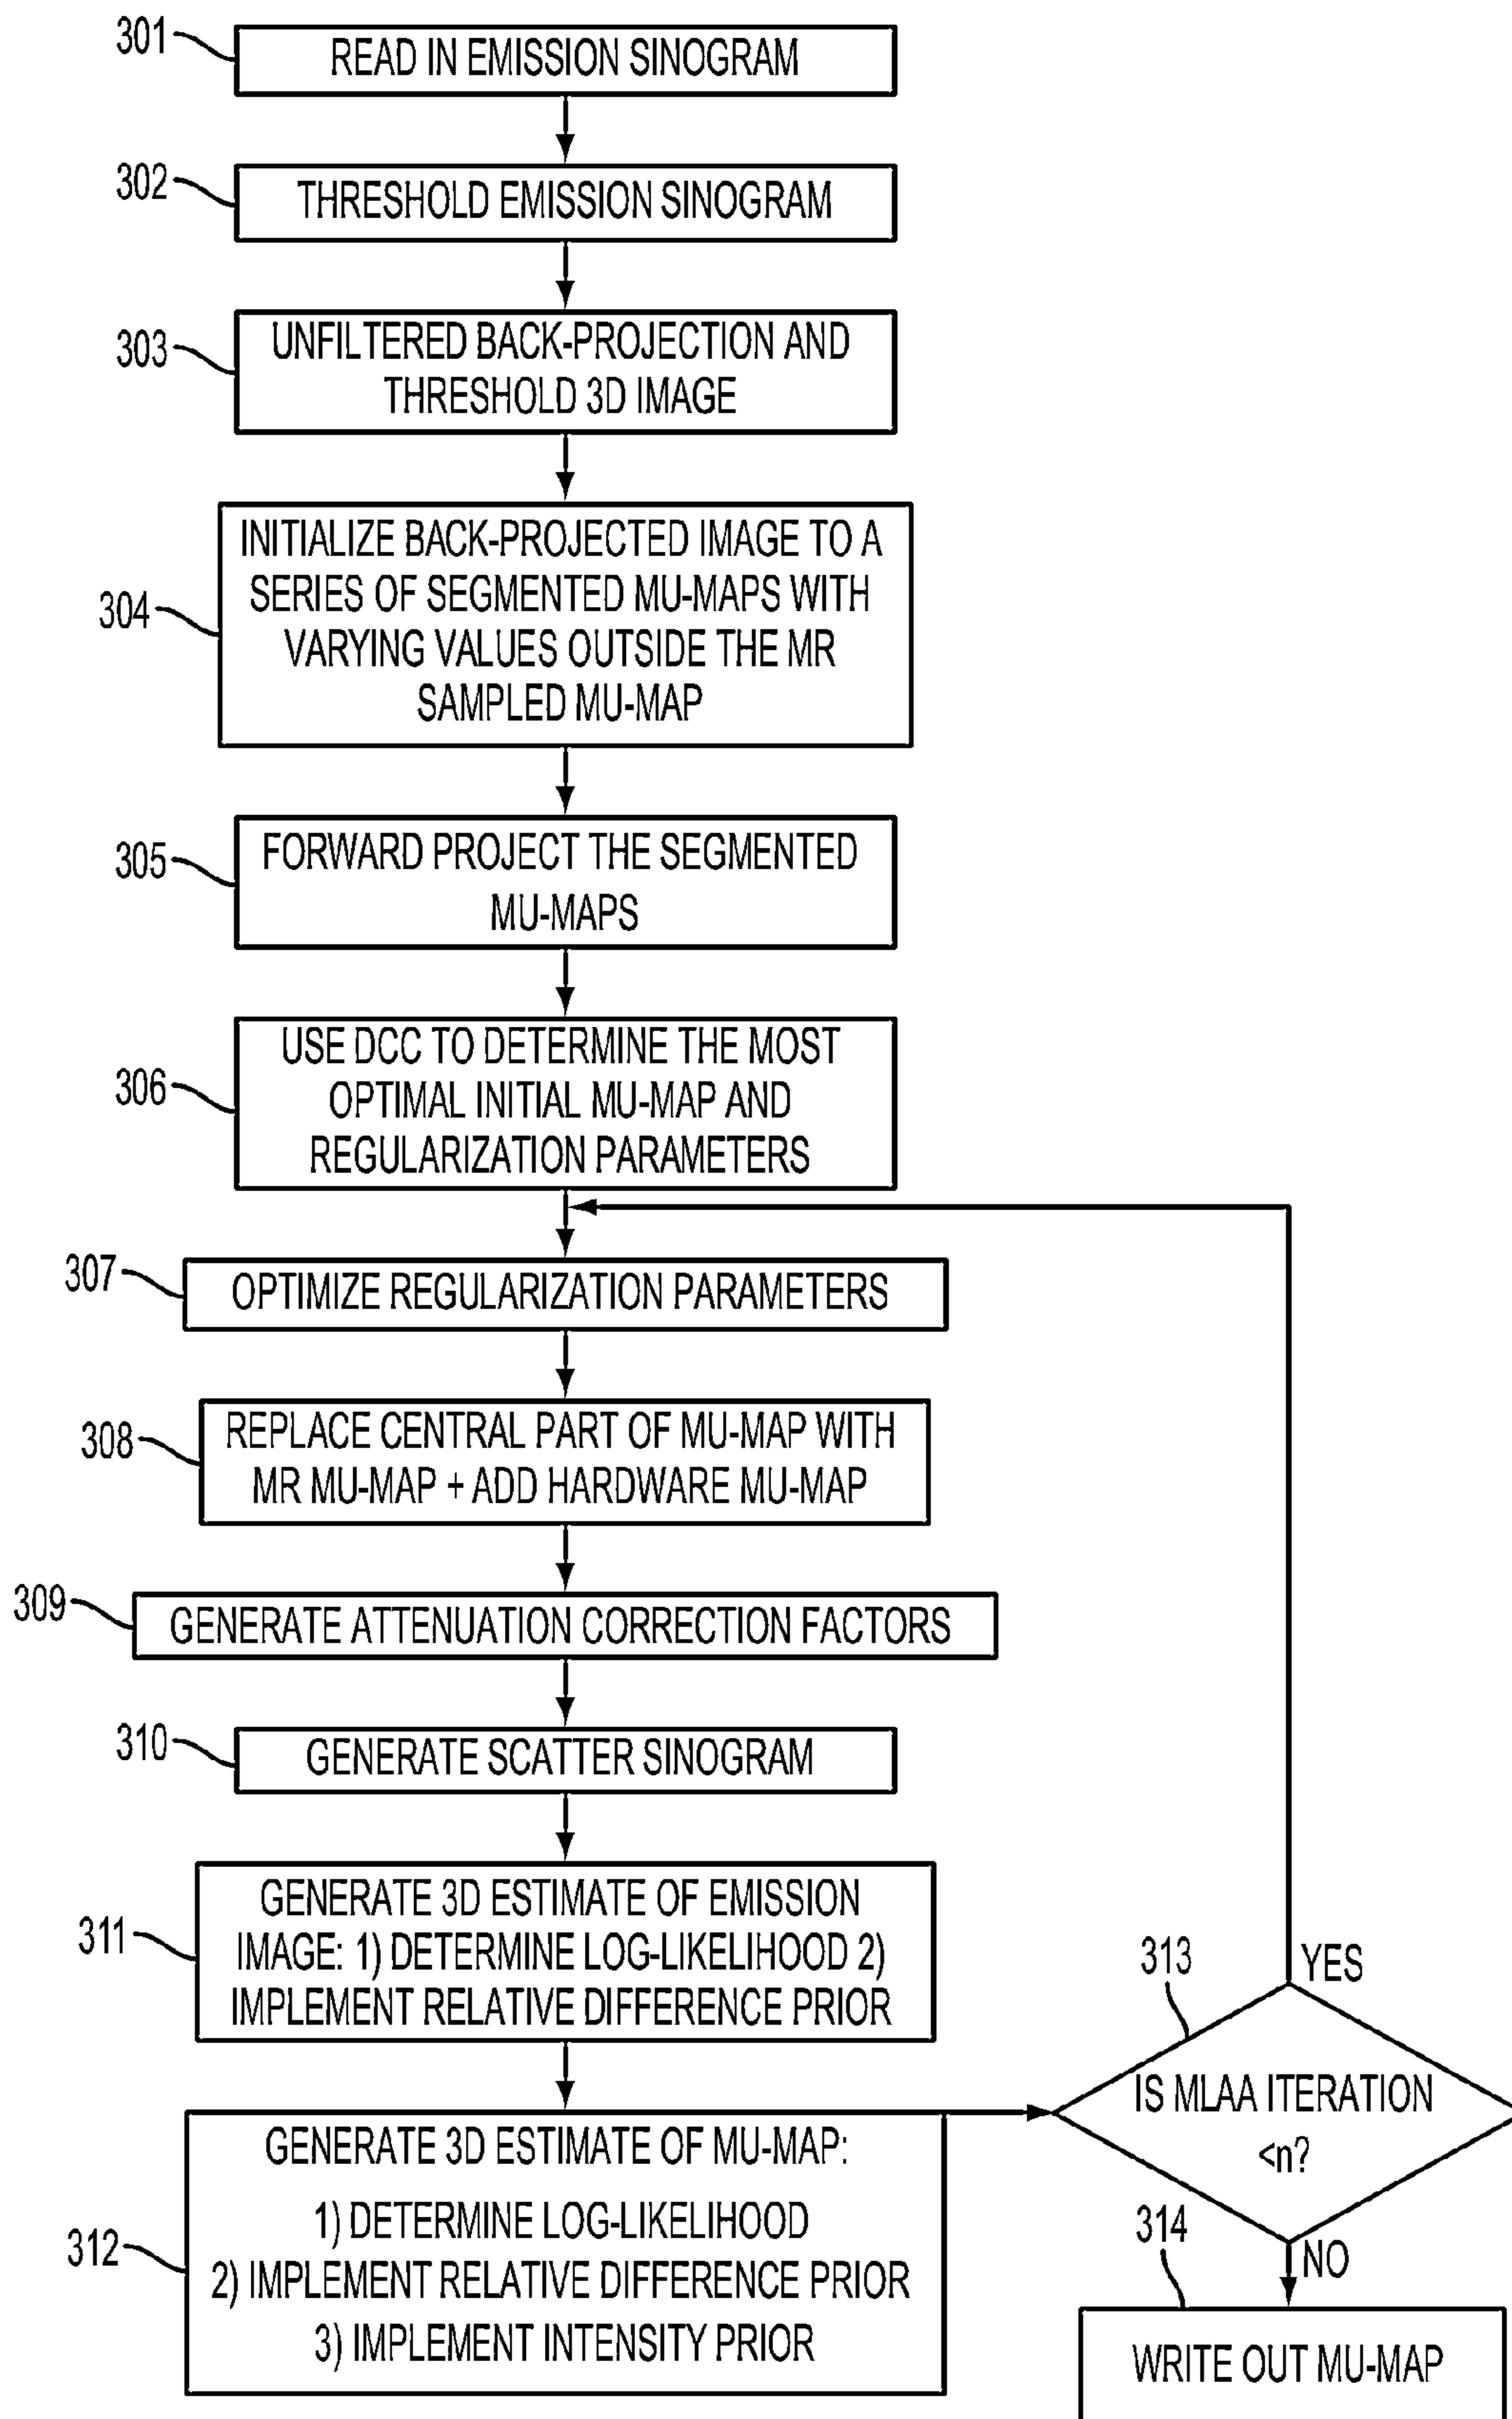 301
READ IN EMISSION SINOGRAM
302
THRESHOLD EMISSION SINOGRAM
303
UNFILTERED BACK-PROJECTION AND
THRESHOLD 3D IMAGE
304
INITIALIZE BACK-PROJECTED IMAGE TO A
SERIES OF SEGMENTED MU-MAPS WITH
VARYING VALUES OUTSIDE THE MR
SAMPLED MU-MAP
305
FORWARD PROJECT THE SEGMENTED
MU-MAPS
306
USE DCC TO DETERMINE THE MOST
OPTIMAL INITIAL MU-MAP AND
REGULARIZATION PARAMETERS
307
OPTIMIZE REGULARIZATION PARAMETERS
308
REPLACE CENTRAL PART OF MU-MAP WITH
MR MU-MAP + ADD HARDWARE MU-MAP
309
GENERATE ATTENUATION CORRECTION FACTORS
310
GENERATE SCATTER SINOGRAM
311
GENERATE 3D ESTIMATE OF EMISSION
IMAGE: 1) DETERMINE LOG-LIKELIHOOD 2)
IMPLEMENT RELATIVE DIFFERENCE PRIOR
312
GENERATE 3D ESTIMATE OF MU-MAP:
1) DETERMINE LOG-LIKELIHOOD
2) IMPLEMENT RELATIVE DIFFERENCE PRIOR
3) IMPLEMENT INTENSITY PRIOR
313
YES
IS MLAA ITERATION
<n?
NO
314
WRITE OUT MU-MAP